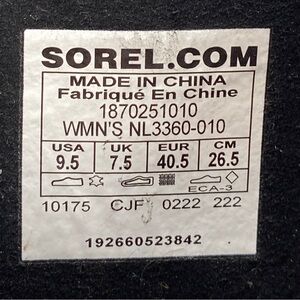 SOREL.COM
MADE IN CHINA
Fabriqué En Chine
1870251010
WMN'S NL3360-010
USA UK EUR CM
9.5 7.5 40.5 26.5
ECA-3
10175 CJF 0222 222
192660523842